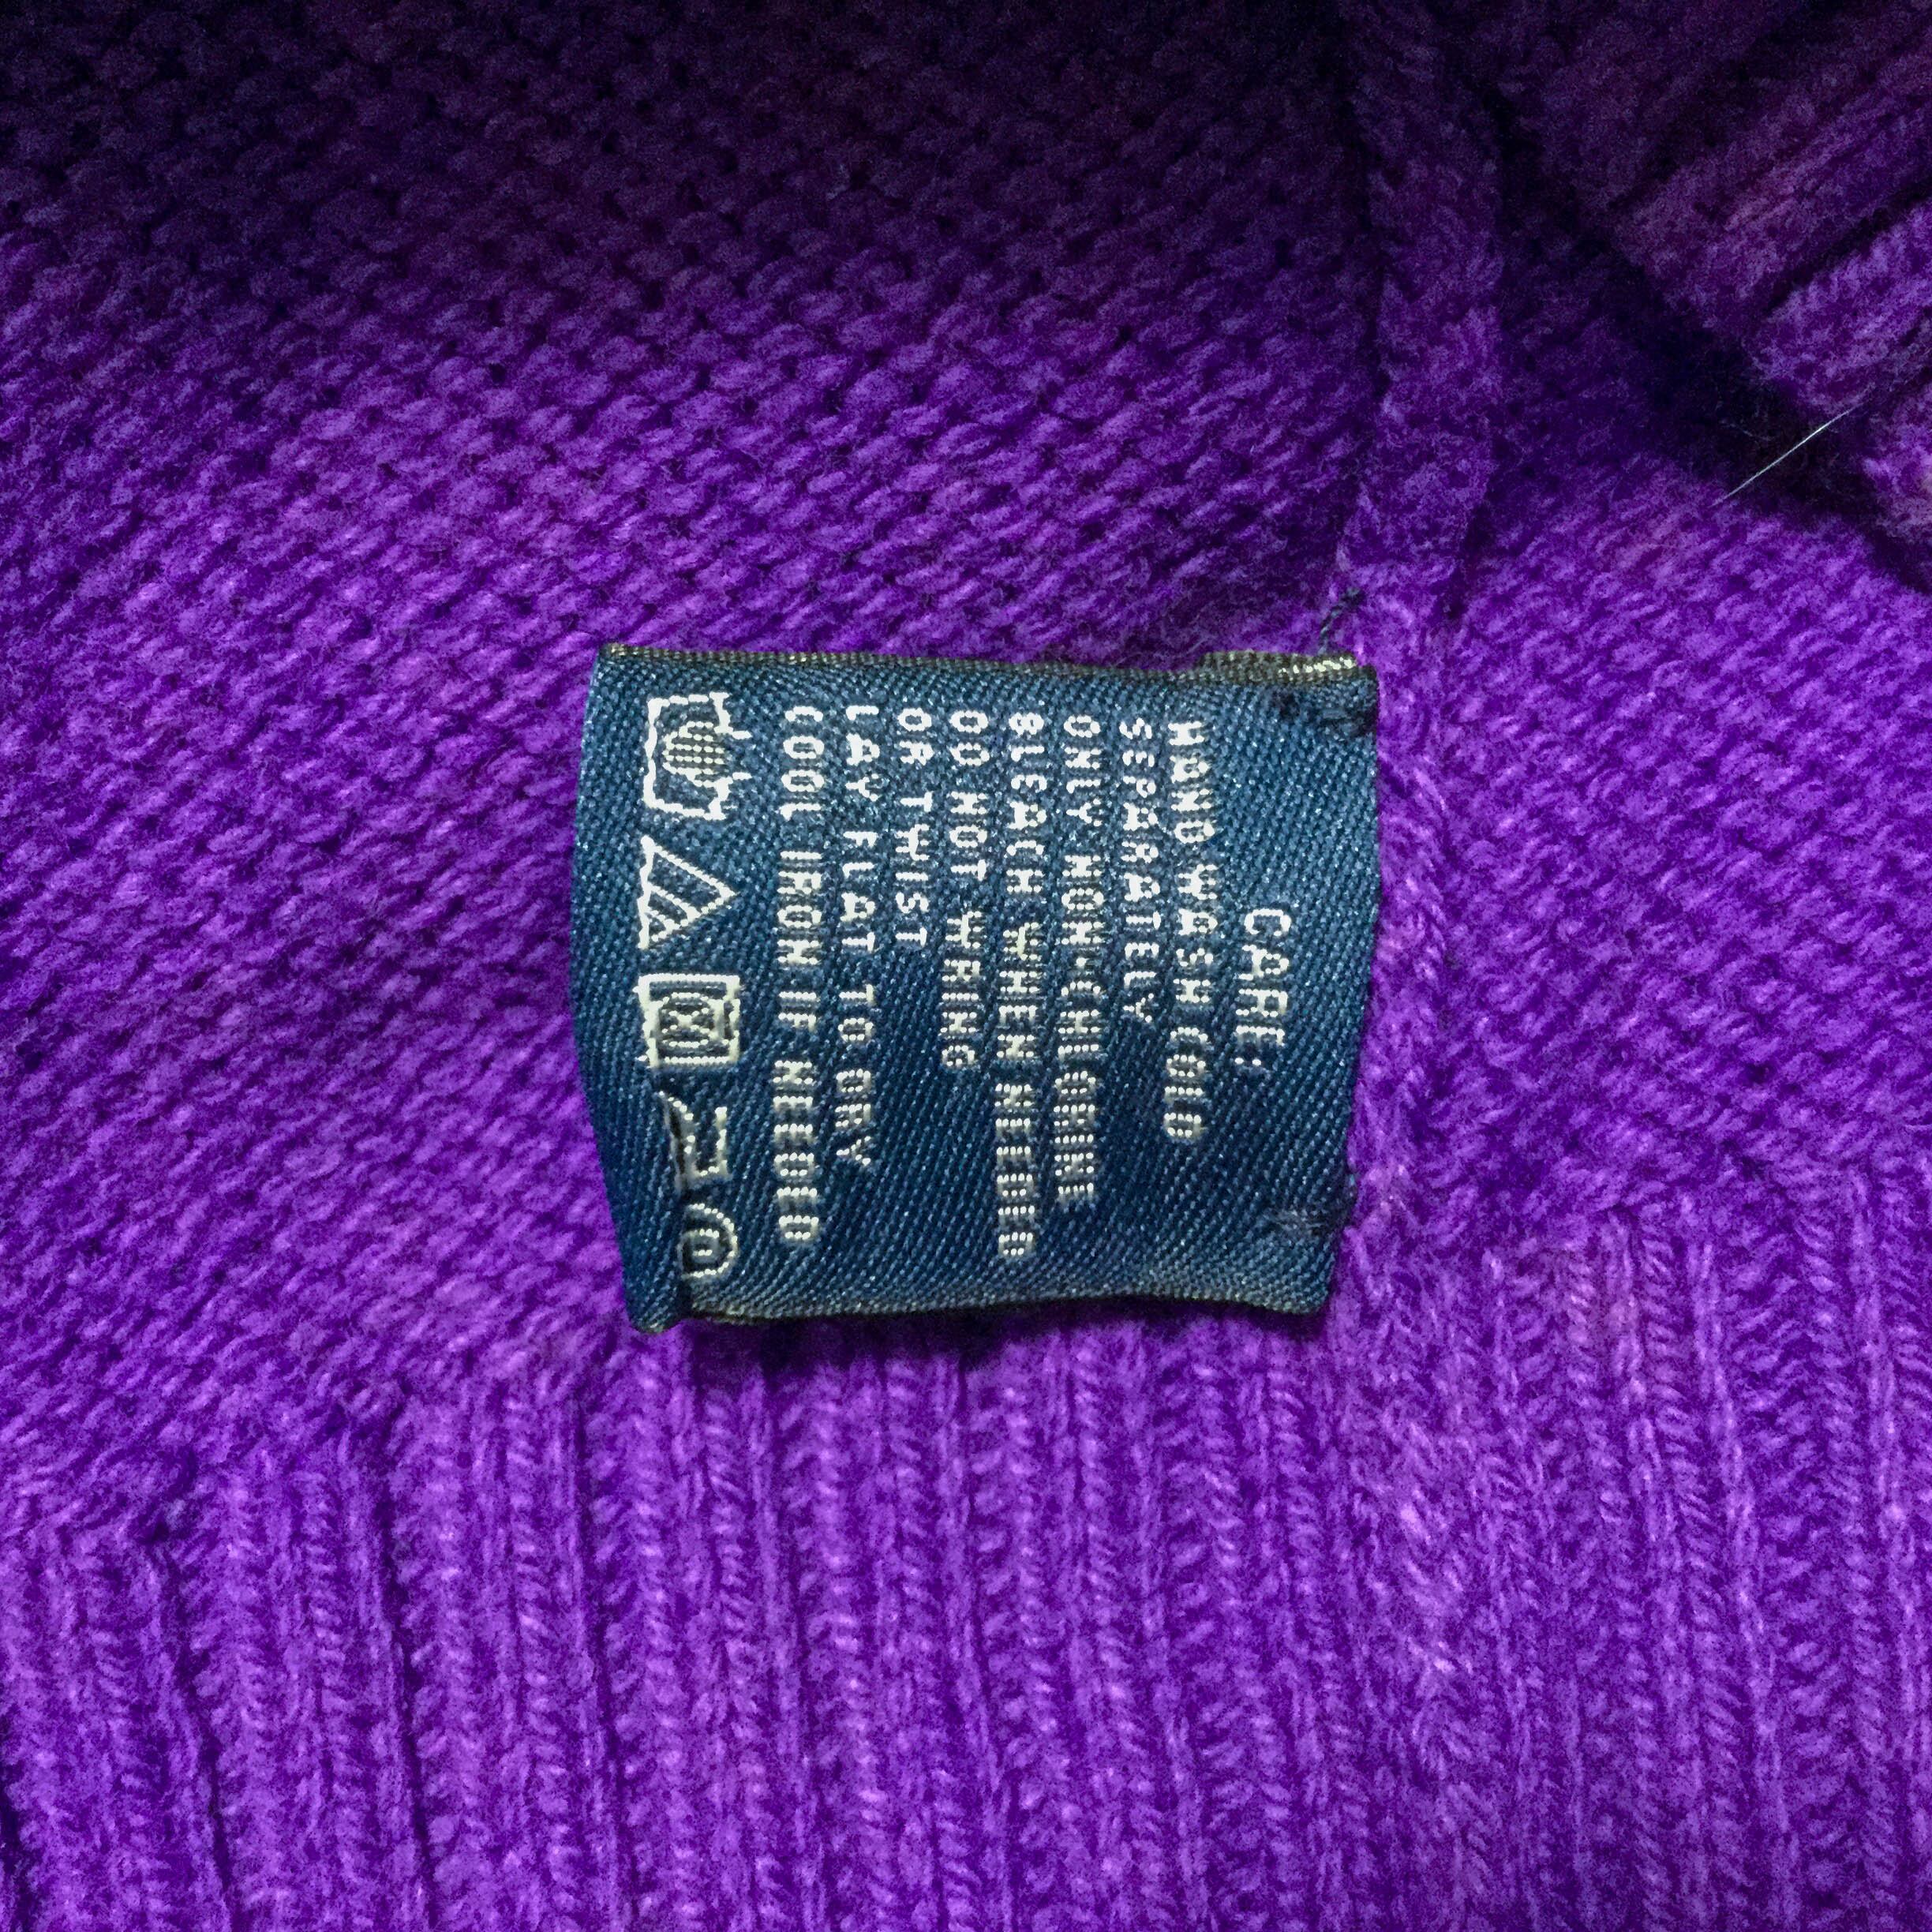 CARE:
HAND WASH COLD
SEPARATELY
ONLY NON-CHLORINE
BLEACH WHEN NEEDED
DO NOT WRING
OR TWIST
LAY FLAT TO DRY
COOL IRON IF NEEDED